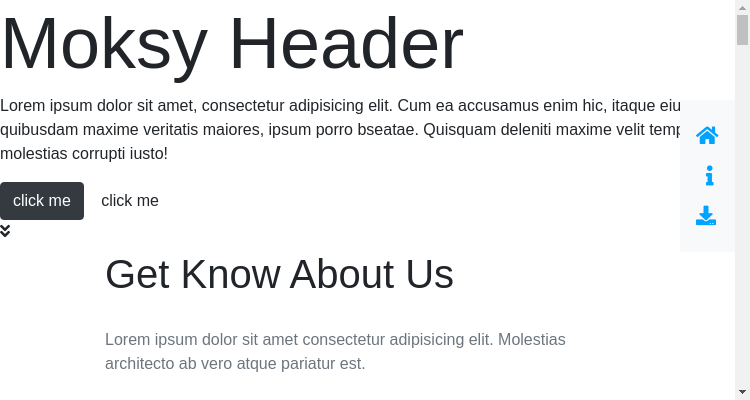 Moksy Header
Lorem ipsum dolor sit amet, consectetur adipisicing elit. Cum ea accusamus enim hic, itaque eiu
quibusdam maxime veritatis maiores, ipsum porro bseatae. Quisquam deleniti maxime velit temp
molestias corrupti iusto!
click me click me
Get Know About Us
Lorem ipsum dolor sit amet consectetur adipisicing elit. Molestias
architecto ab vero atque pariatur est.